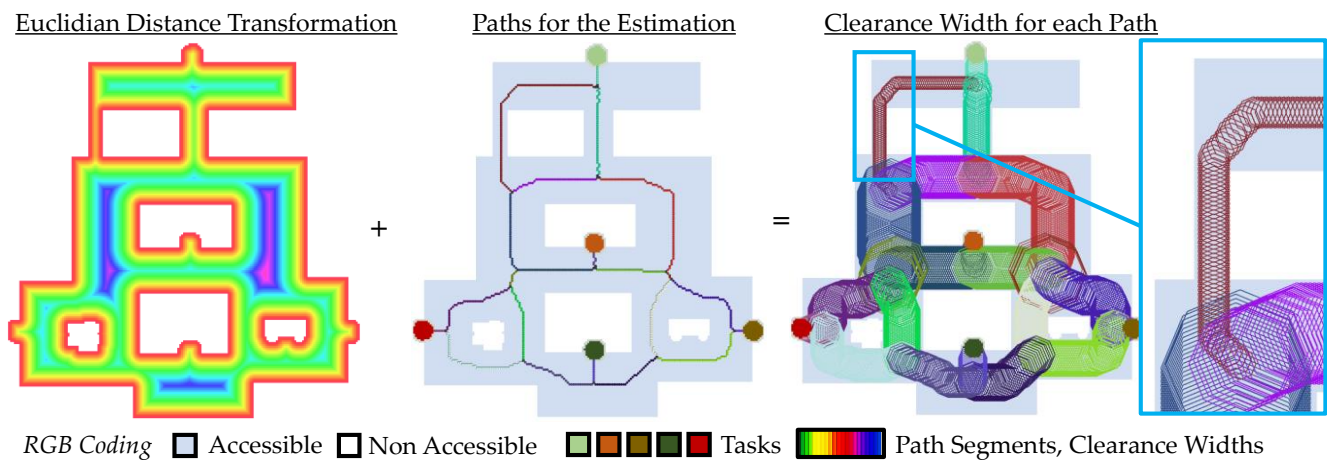 Euclidian Distance Transformation Paths for the Estimation Clearance Width for each Path
+ =
RGB Coding Accessible Non Accessible Tasks Path Segments, Clearance Widths